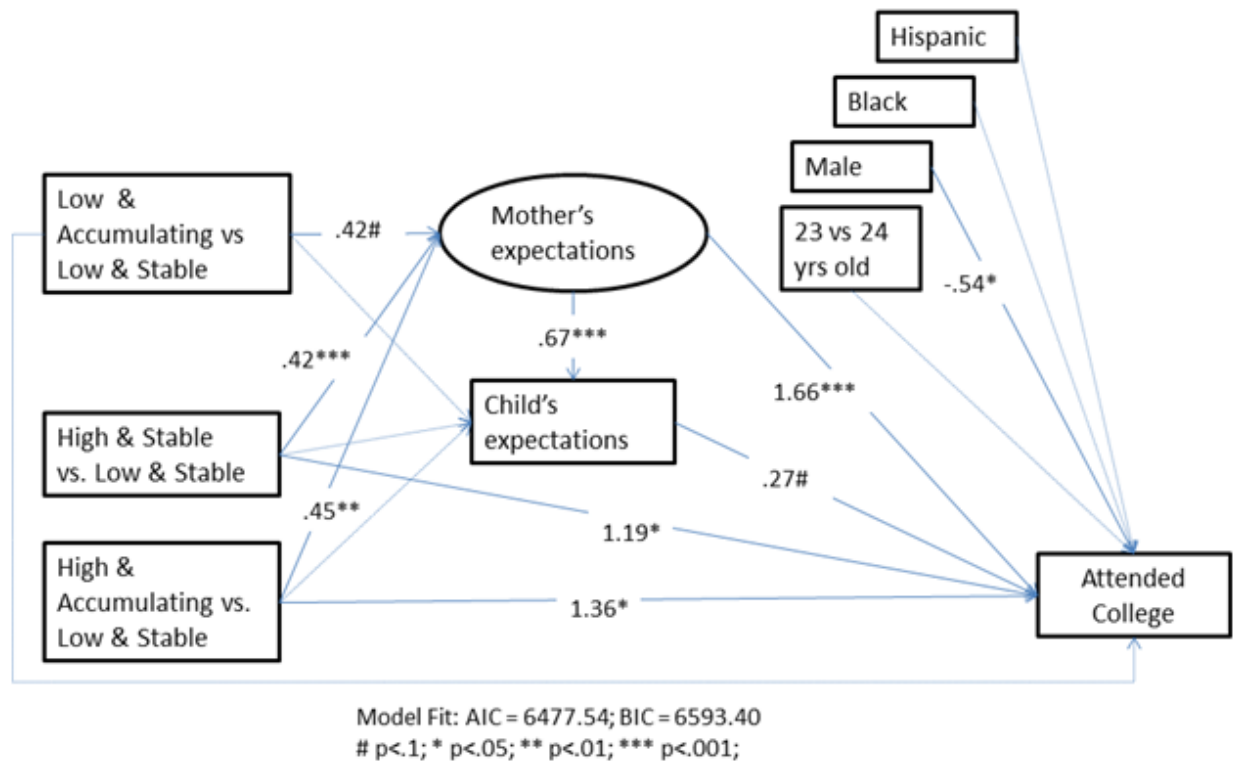 Hispanic
Black
Male
23 vs 24
yrs old
Low &
Accumulating vs
Low & Stable
.42#
Mother's
expectations
-.54*
.67***
.42***
1.66***
Child's
expectations
High & Stable
vs. Low & Stable
.27#
.45**
1.19*
High &
Accumulating vs.
Low & Stable
1.36*
Attended
College
Model Fit: AIC = 6477.54; BIC = 6593.40
# p<.1; * p<.05; ** p<.01; *** p<.001;